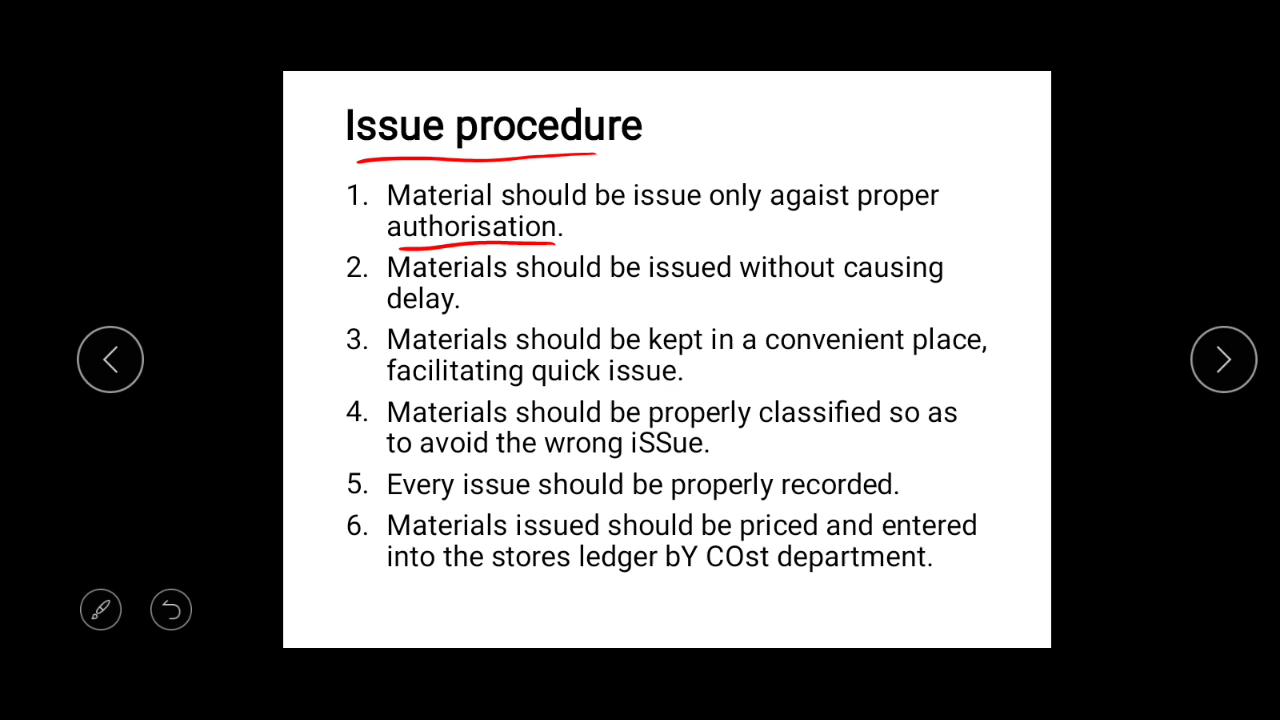 Issue procedure
1. Material should be issue only agaist proper
authorisation.
2. Materials should be issued without causing
delay.
3. Materials should be kept in a convenient place,
facilitating quick issue.
4. Materials should be properly classified so as
to avoid the wrong iSSue.
5. Every issue should be properly recorded.
6. Materials issued should be priced and entered
into the stores ledger bY COst department.